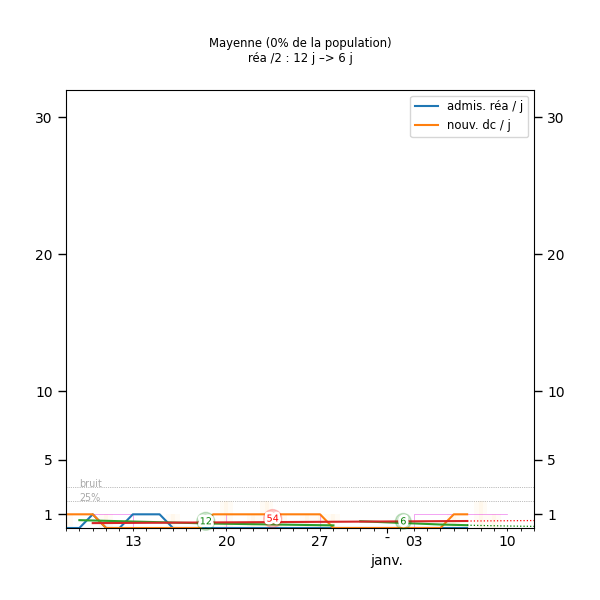 Mayenne (0% de la population)
réa /2 : 12 j –> 6 j
admis. réa / j
nouv. dc / j
30 30
20 20
10 10
5 5
bruit
25%
1 1
12 54 6
13 20 27 - 03 10
janv.